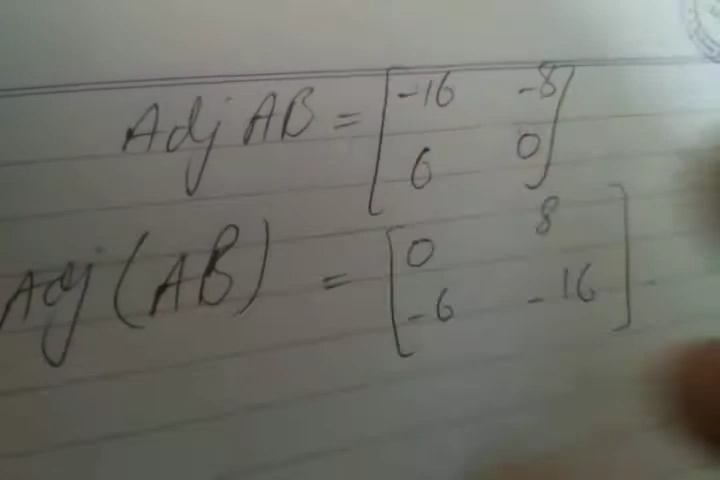 Adj AB = [-16 -8
6 0]
Adj (AB) = [0 8
-6 -16]